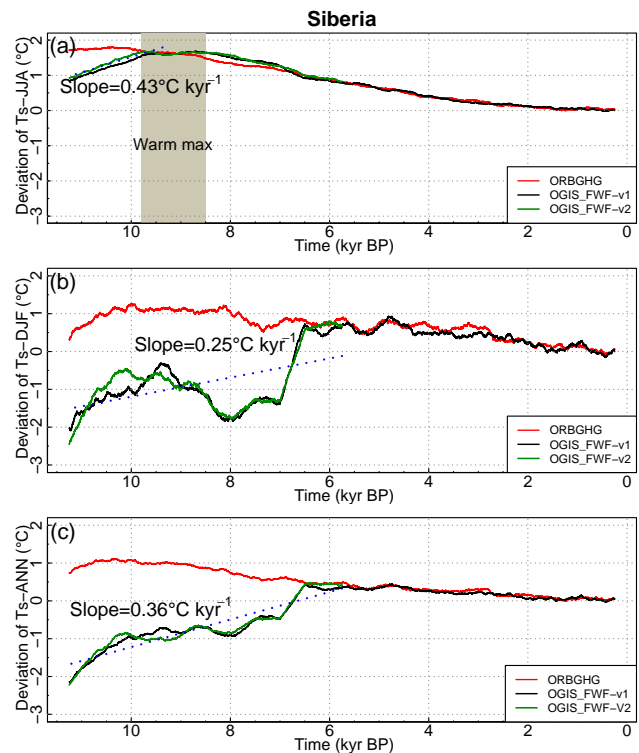 Siberia
(a)
Deviation of Ts−JJA (°C)
2
1
0
−1
−2
−3
Slope=0.43°C kyr−1
Warm max
ORBGHG
OGIS_FWF−v1
OGIS_FWF−v2
10 8 6 4 2 0
Time (kyr BP)
(b)
Deviation of Ts−DJF (°C)
2
1
0
−1
−2
−3
Slope=0.25°C kyr−1
ORBGHG
OGIS_FWF−v1
OGIS_FWF−v2
10 8 6 4 2 0
Time (kyr BP)
(c)
Deviation of Ts−ANN (°C)
2
1
0
−1
−2
−3
Slope=0.36°C kyr−1
ORBGHG
OGIS_FWF−v1
OGIS_FWF−V2
10 8 6 4 2 0
Time (kyr BP)